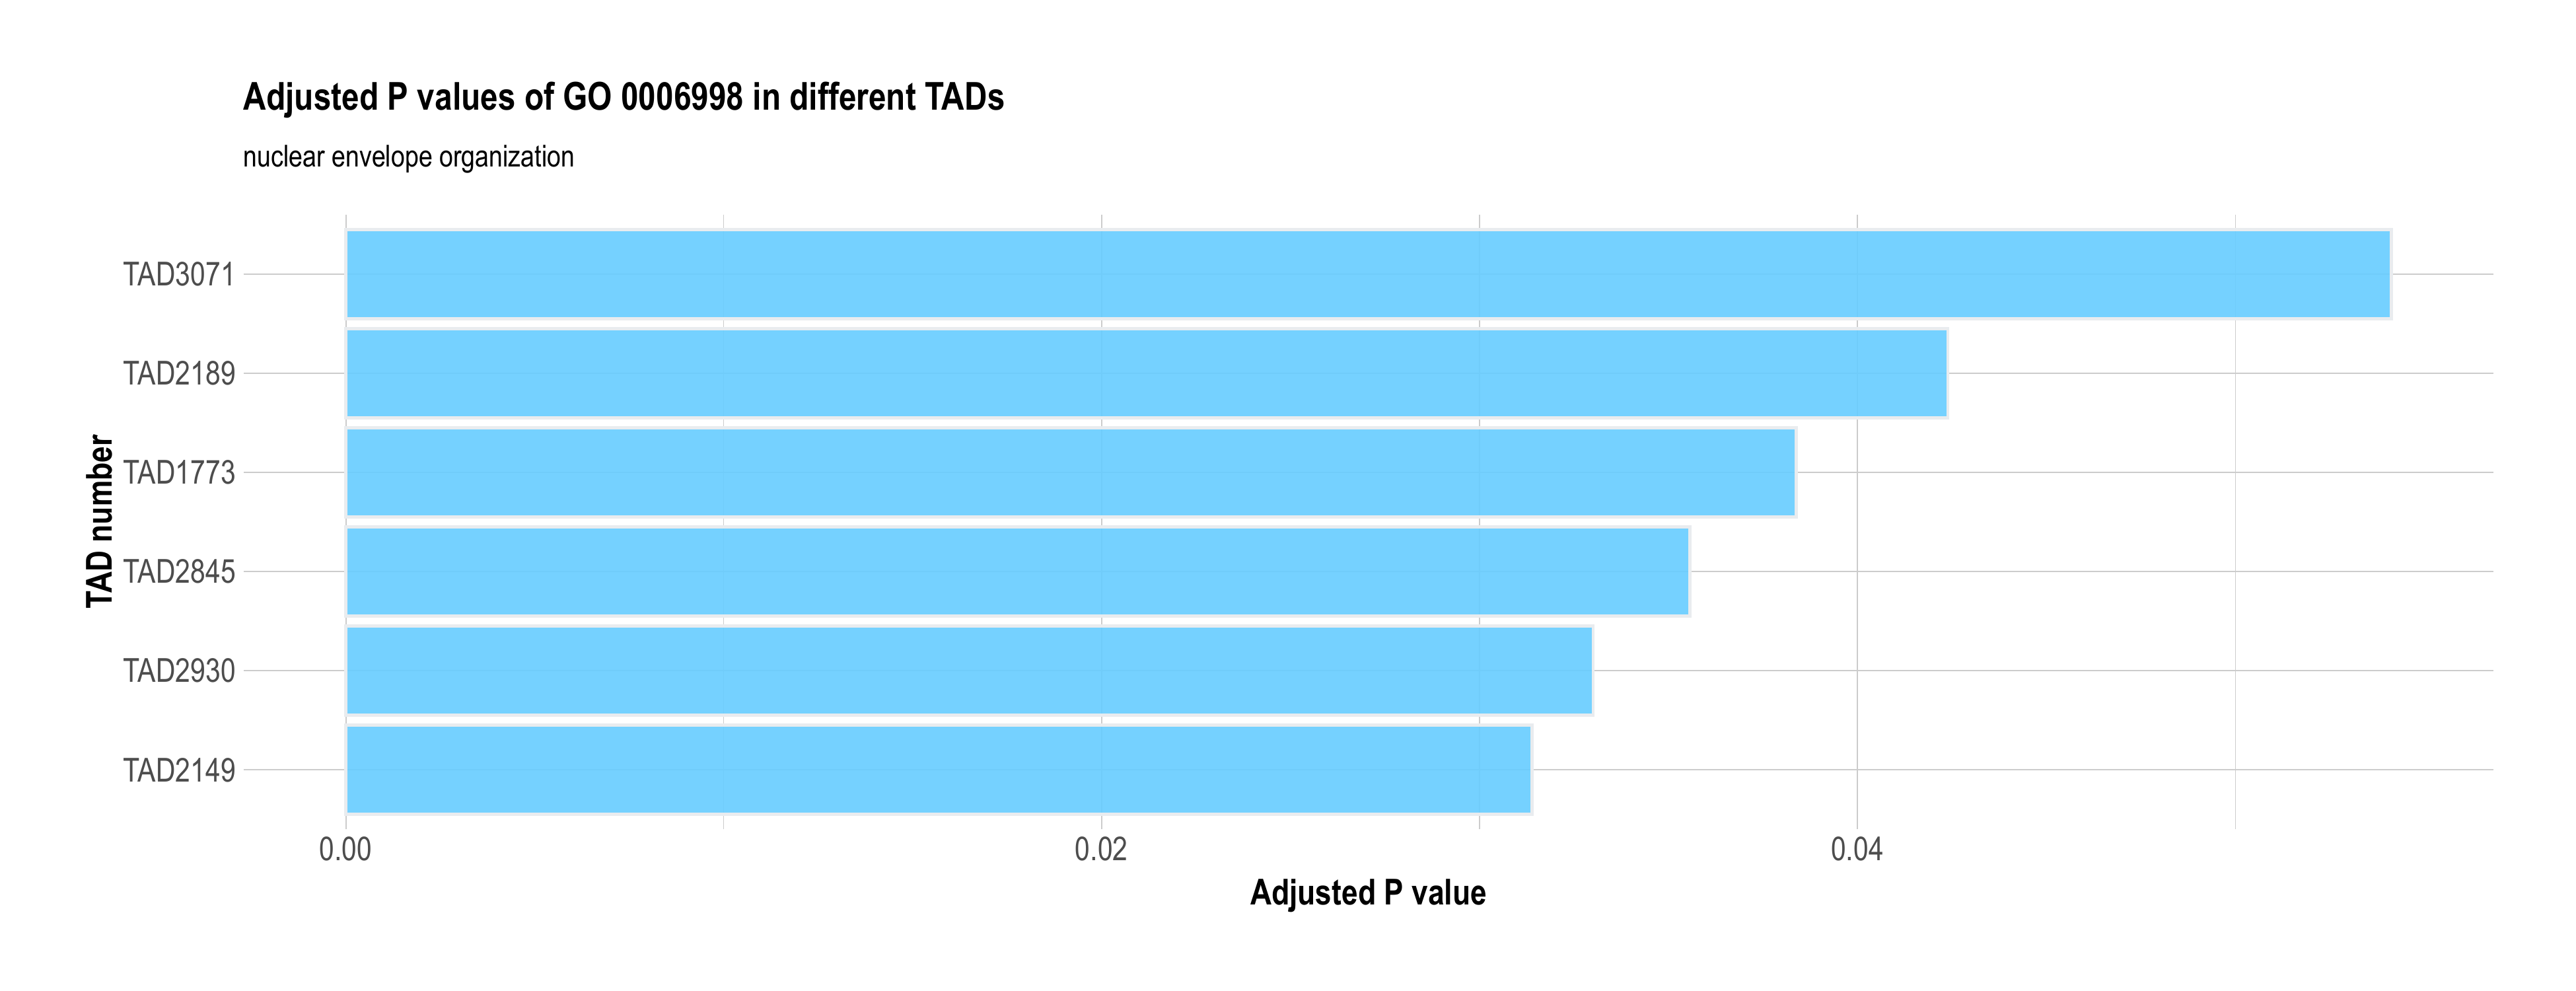 Adjusted P values of GO 0006998 in different TADs
nuclear envelope organization
TAD number
TAD3071
TAD2189
TAD1773
TAD2845
TAD2930
TAD2149
0.00 0.02 0.04
Adjusted P value